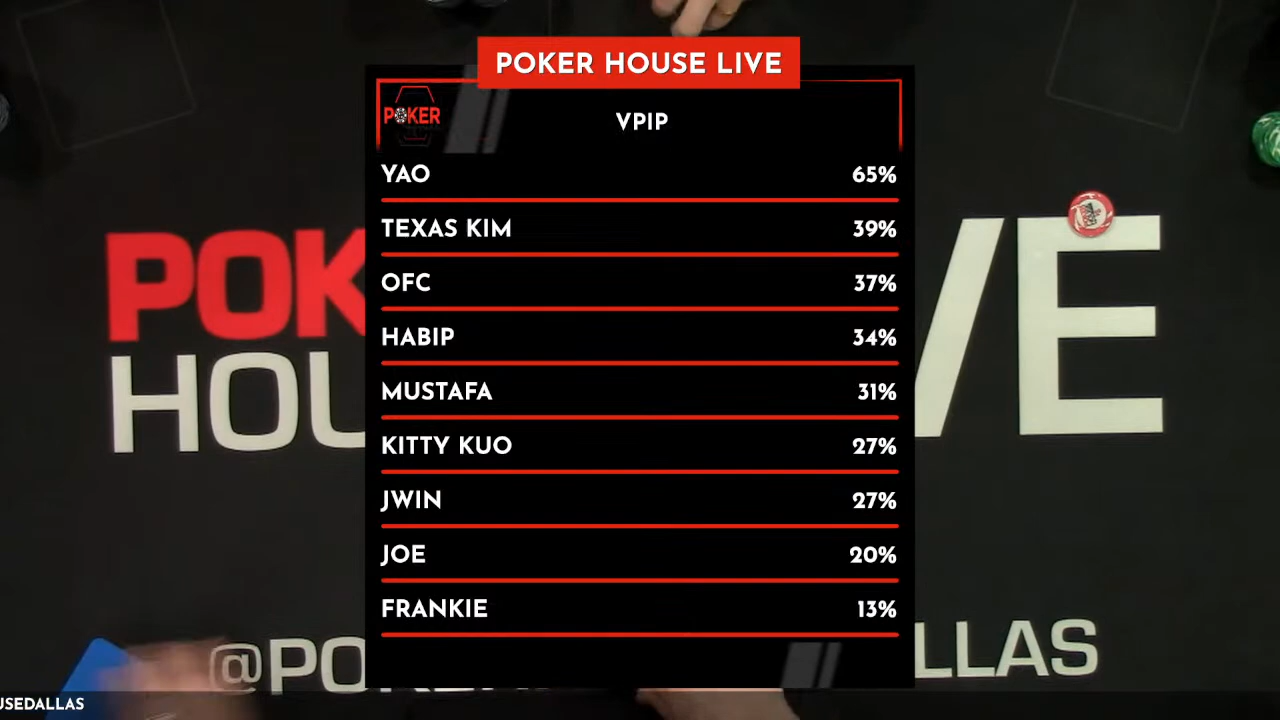 POKER HOUSE LIVE
POKER
VPIP
YAO 65%
TEXAS KIM 39%
OFC 37%
HABIP 34%
MUSTAFA 31%
KITTY KUO 27%
JWIN 27%
JOE 20%
FRANKIE 13%
POK
HOU
VE
@PO
LLAS
USEDALLAS